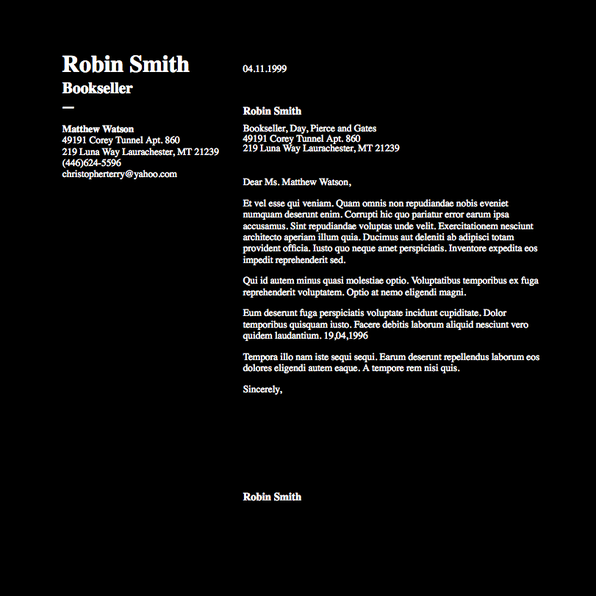 Robin Smith
Bookseller
—
Matthew Watson
49191 Corey Tunnel Apt. 860
219 Luna Way Laurachester, MT 21239
(446)624-5596
christopherterry@yahoo.com
04.11.1999
Robin Smith
Bookseller, Day, Pierce and Gates
49191 Corey Tunnel Apt. 860
219 Luna Way Laurachester, MT 21239
Dear Ms. Matthew Watson,
Et vel esse qui veniam. Quam omnis non repudiandae nobis eveniet
numquam deserunt enim. Corrupti hic quo pariatur error earum ipsa
accusamus. Sint repudiandae voluptas unde velit. Exercitationem nesciunt
architecto aperiam illum quia. Ducimus aut deleniti ab adipisci totam
provident officia. Iusto quo neque amet perspiciatis. Inventore expedita eos
impedit reprehenderit sed.
Qui id autem minus quasi molestiae optio. Voluptatibus temporibus ex fuga
reprehenderit voluptatem. Optio at nemo eligendi magni.
Eum deserunt fuga perspiciatis voluptate incidunt cupiditate. Dolor
temporibus quisquam iusto. Facere debitis laborum aliquid nesciunt vero
quidem laudantium. 19,04,1996
Tempora illo nam iste sequi sequi. Earum deserunt repellendus laborum eos
dolores eligendi autem eaque. A tempore rem nisi quis.
Sincerely,
Robin Smith